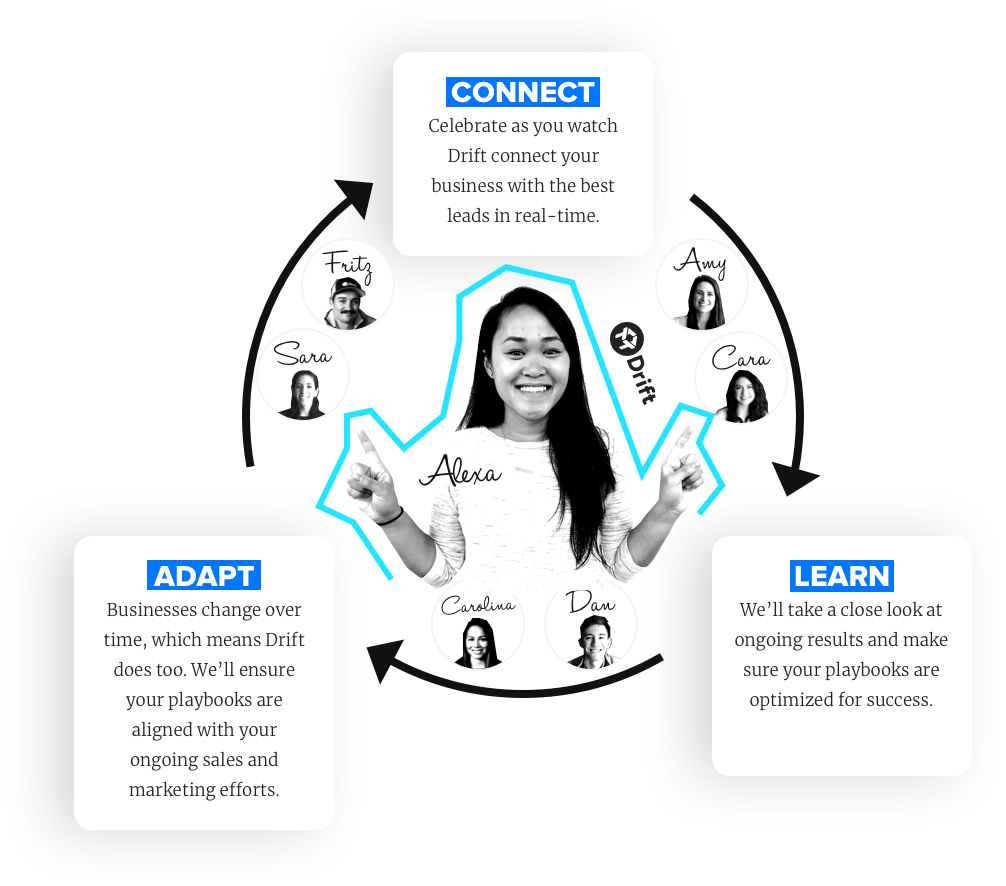 CONNECT
Celebrate as you watch
Drift connect your
business with the best
leads in real-time.
Fritz
Amy
Sara
Cara
Drift
Alexa
ADAPT
Businesses change over
time, which means Drift
does too. We’ll ensure
your playbooks are
aligned with your
ongoing sales and
marketing efforts.
LEARN
We’ll take a close look at
ongoing results and make
sure your playbooks are
optimized for success.
Carolina
Dan